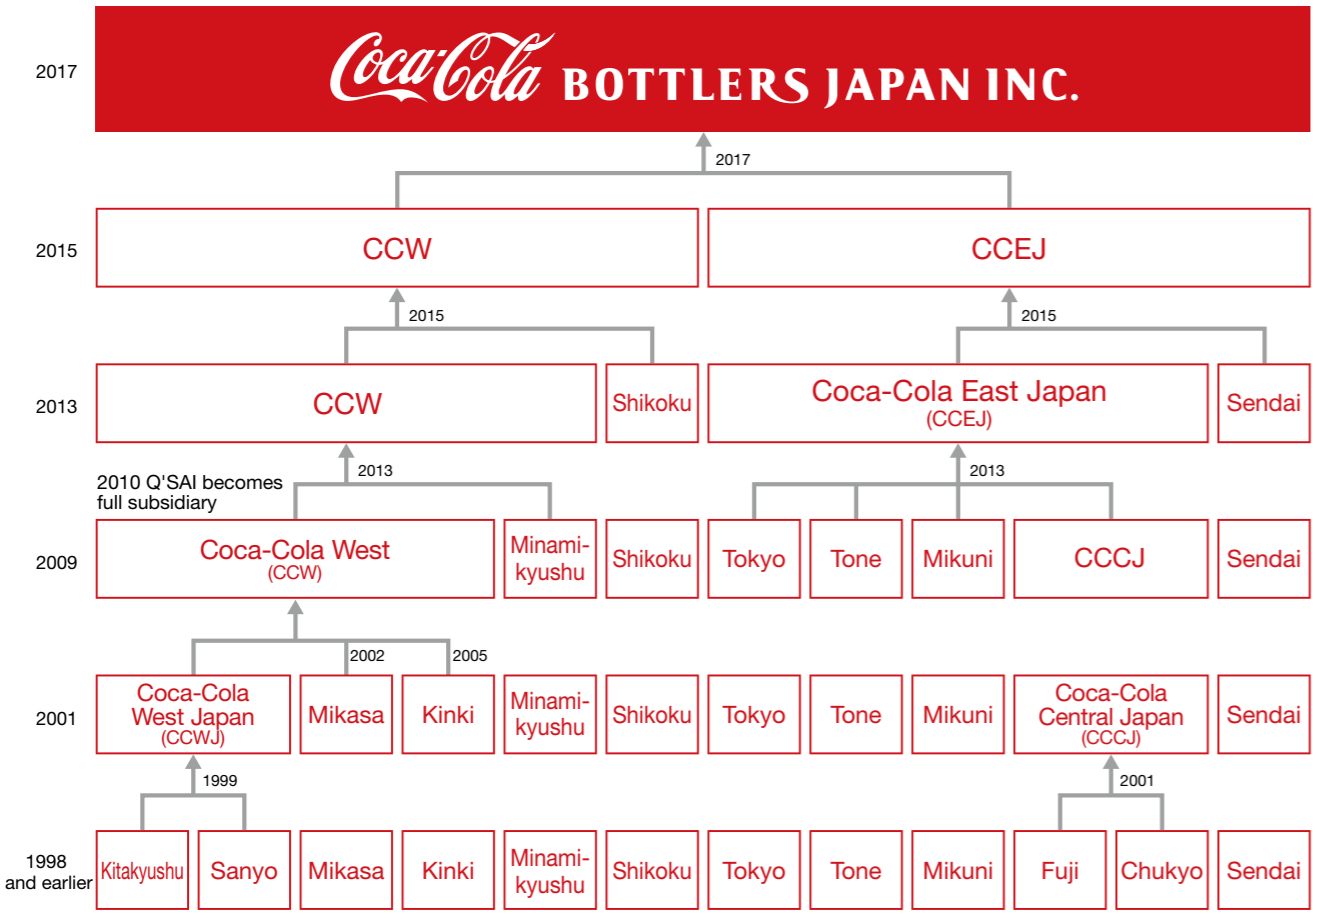 2017
Coca-Cola BOTTLERS JAPAN INC.
2017
2015
CCW
CCEJ
2015
2015
2013
CCW
Shikoku
Coca-Cola East Japan
(CCEJ)
Sendai
2010 Q'SAI becomes
full subsidiary
2013
2013
2009
Coca-Cola West
(CCW)
Minami-
kyushu
Shikoku
Tokyo
Tone
Mikuni
CCCJ
Sendai
2002
2005
2001
Coca-Cola
West Japan
(CCWJ)
Mikasa
Kinki
Minami-
kyushu
Shikoku
Tokyo
Tone
Mikuni
Coca-Cola
Central Japan
(CCCJ)
Sendai
1999
2001
1998
and earlier
Kitakyushu
Sanyo
Mikasa
Kinki
Minami-
kyushu
Shikoku
Tokyo
Tone
Mikuni
Fuji
Chukyo
Sendai